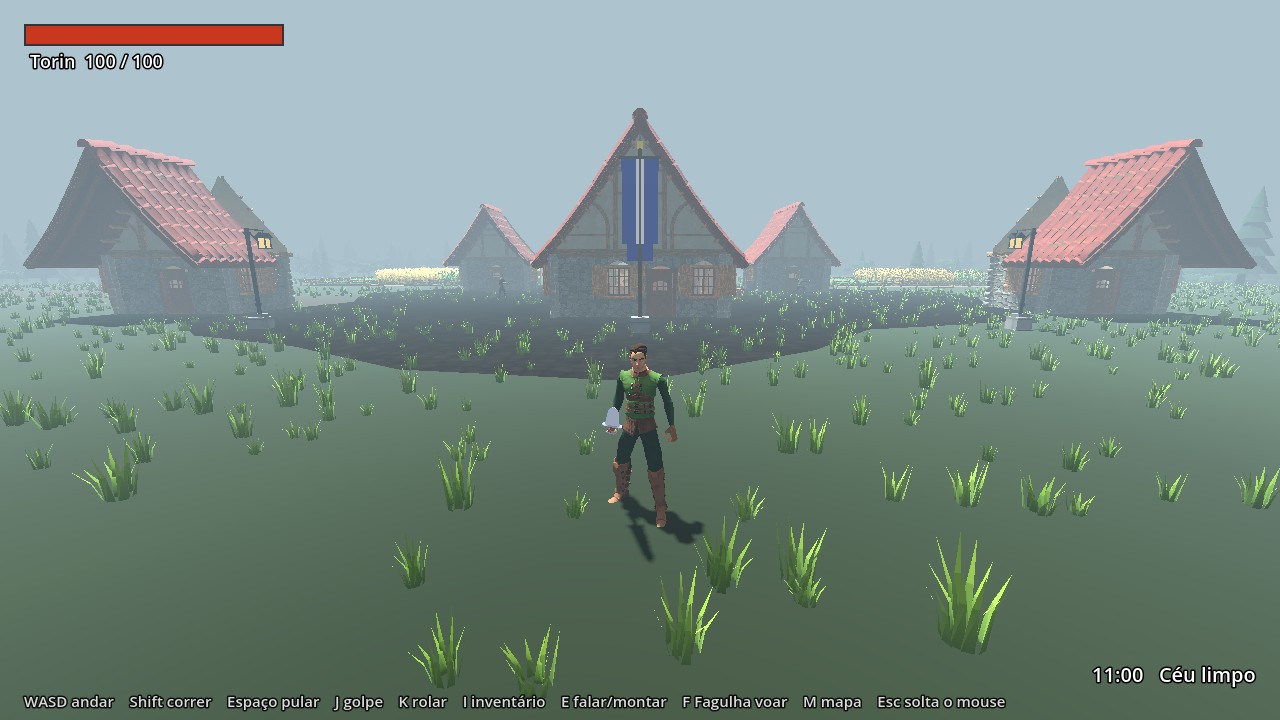 Torin 100 / 100
11:00 Céu limpo
WASD andar Shift correr Espaço pular J golpe K rolar I inventário E falar/montar F Fagulha voar M mapa Esc solta o mouse